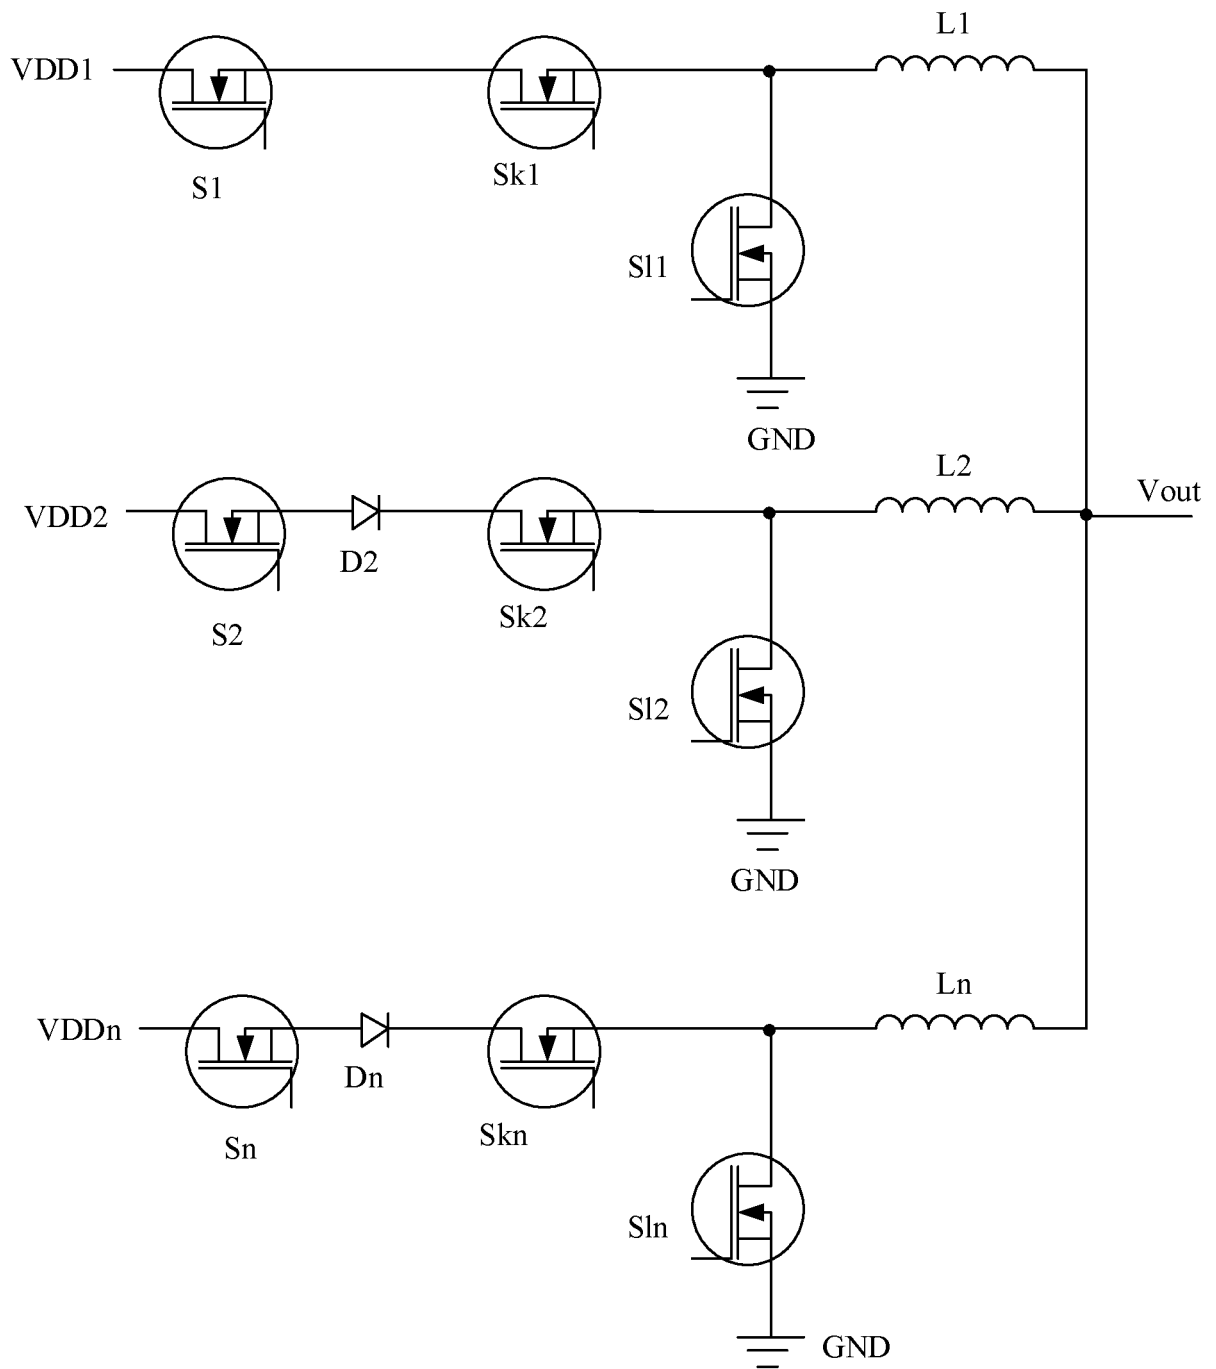 L1
VDD1
S1
Sk1
Sl1
GND
L2
Vout
VDD2
D2
Sk2
S2
Sl2
GND
Ln
VDDn
Dn
Skn
Sn
Sln
GND